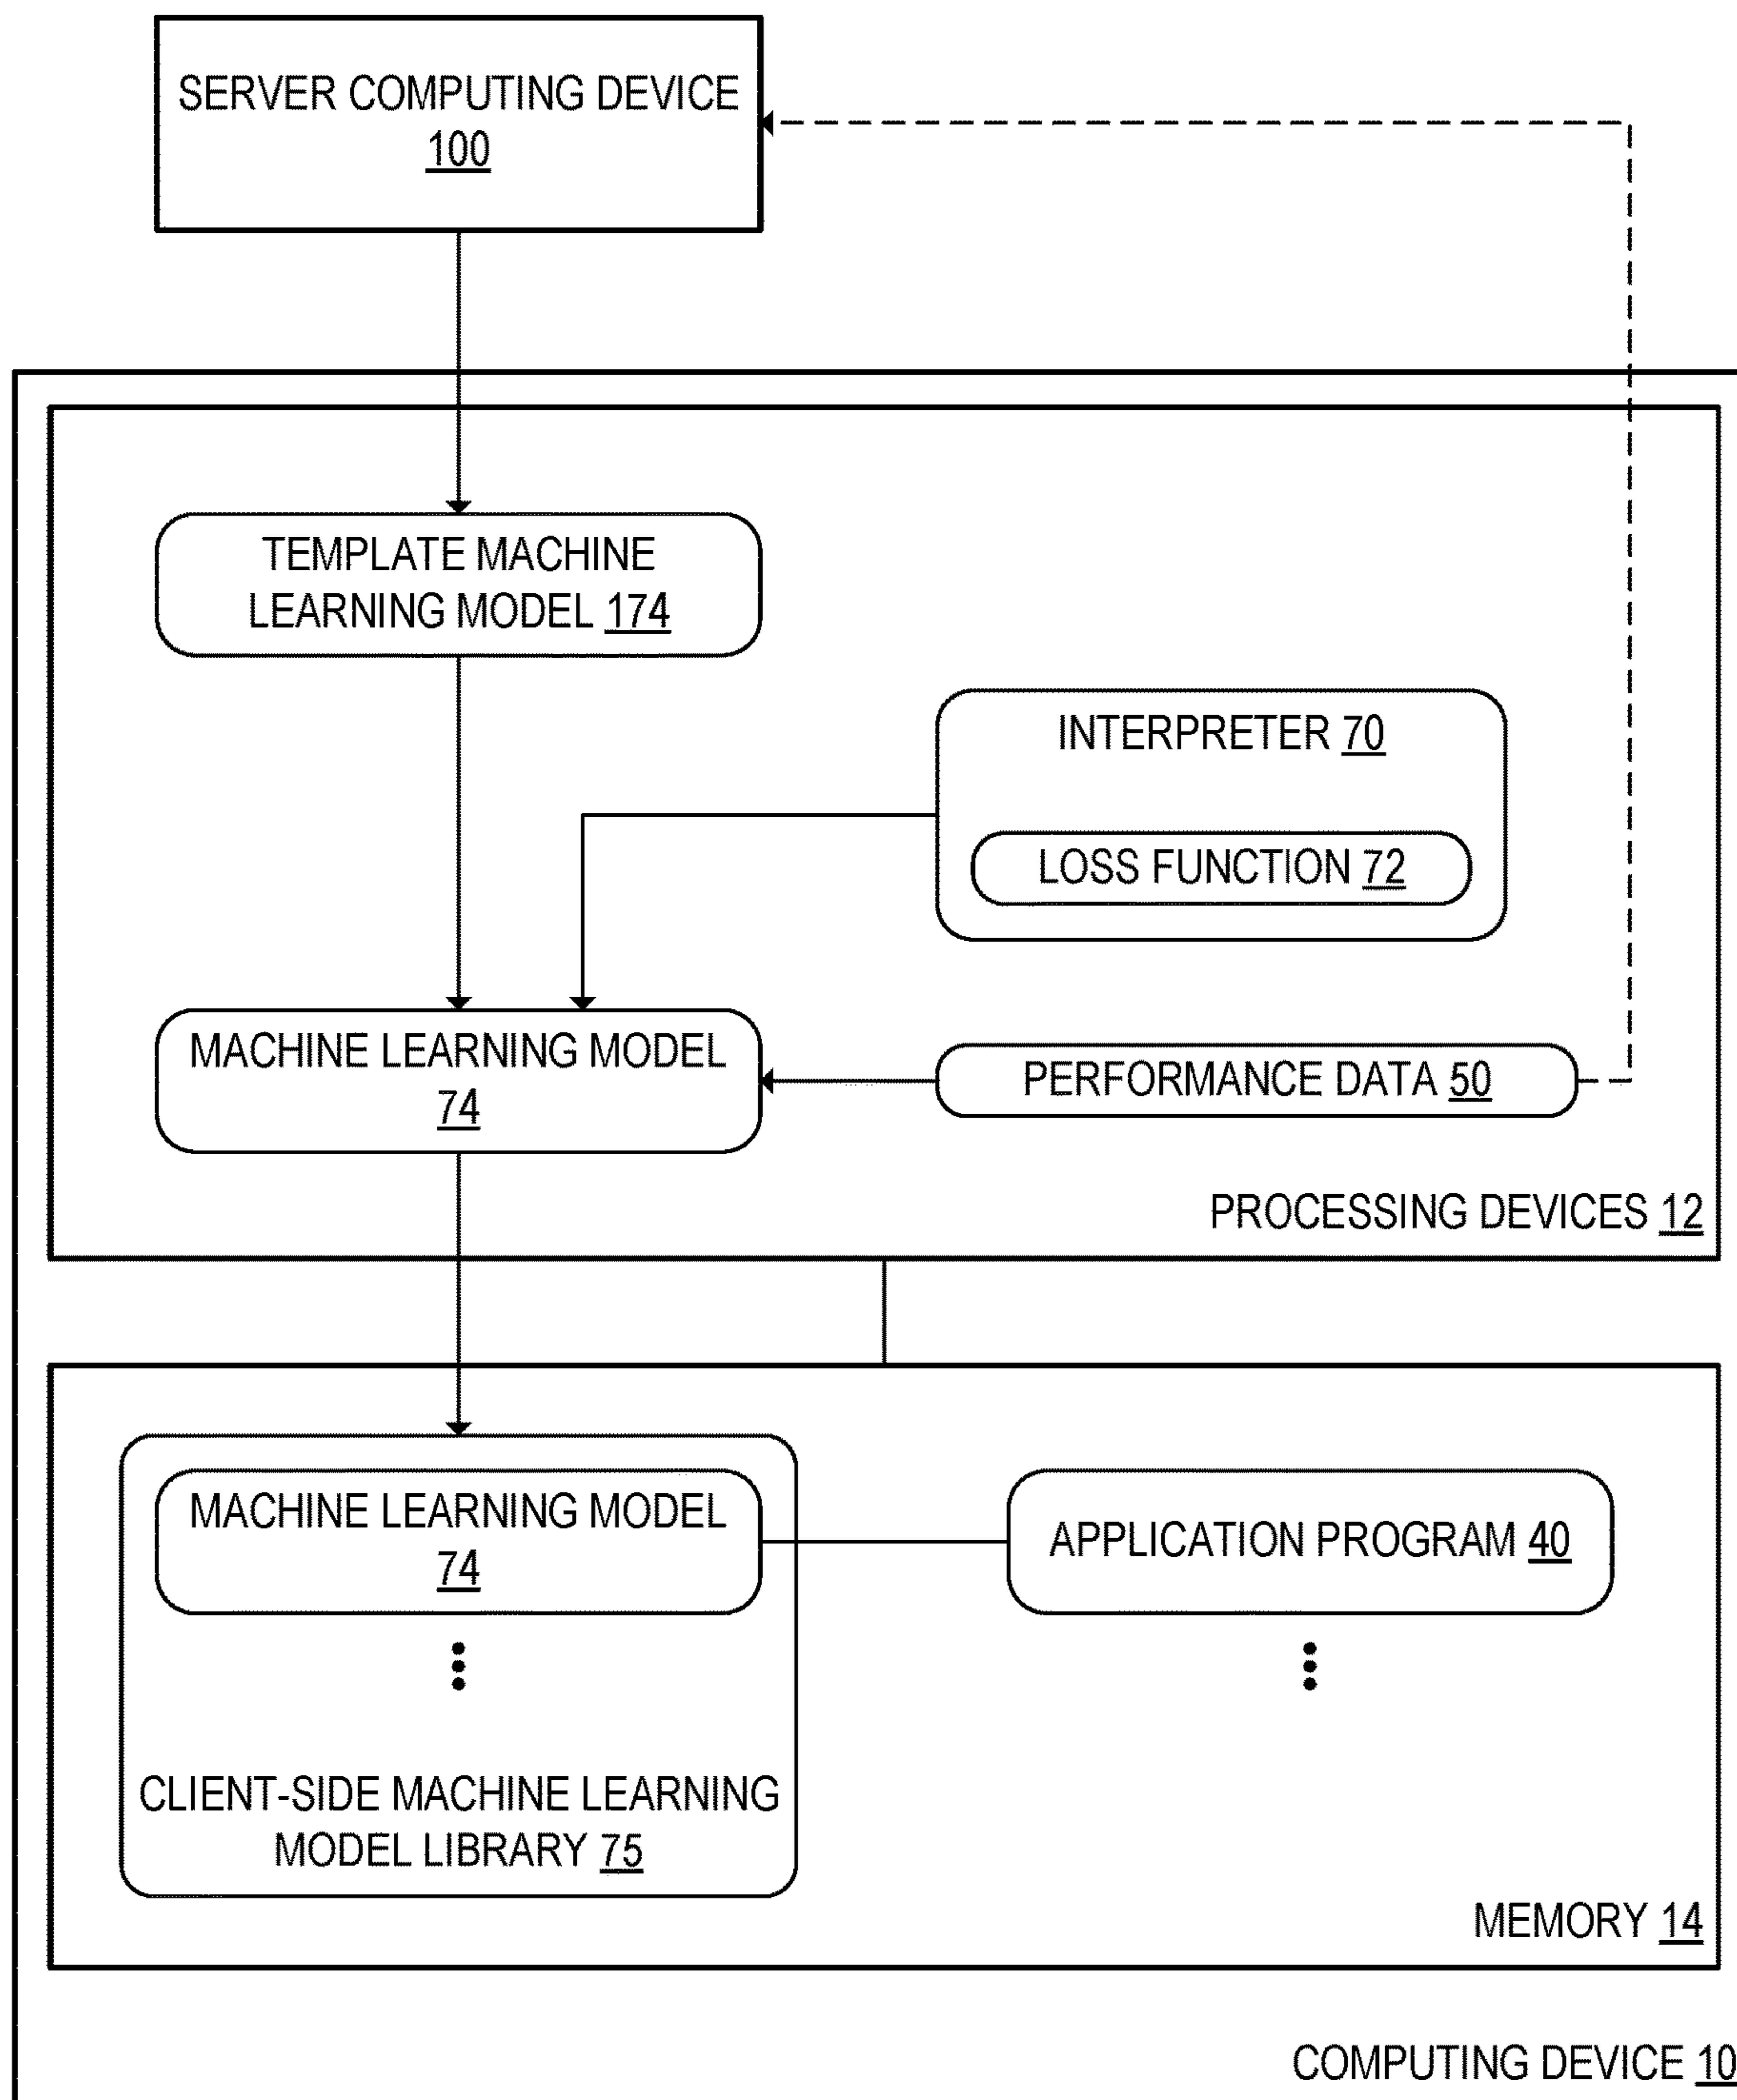 SERVER COMPUTING DEVICE
100
TEMPLATE MACHINE
LEARNING MODEL 174
INTERPRETER 70
LOSS FUNCTION 72
MACHINE LEARNING MODEL
74
PERFORMANCE DATA 50
PROCESSING DEVICES 12
MACHINE LEARNING MODEL
74
APPLICATION PROGRAM 40
CLIENT-SIDE MACHINE LEARNING
MODEL LIBRARY 75
MEMORY 14
COMPUTING DEVICE 10